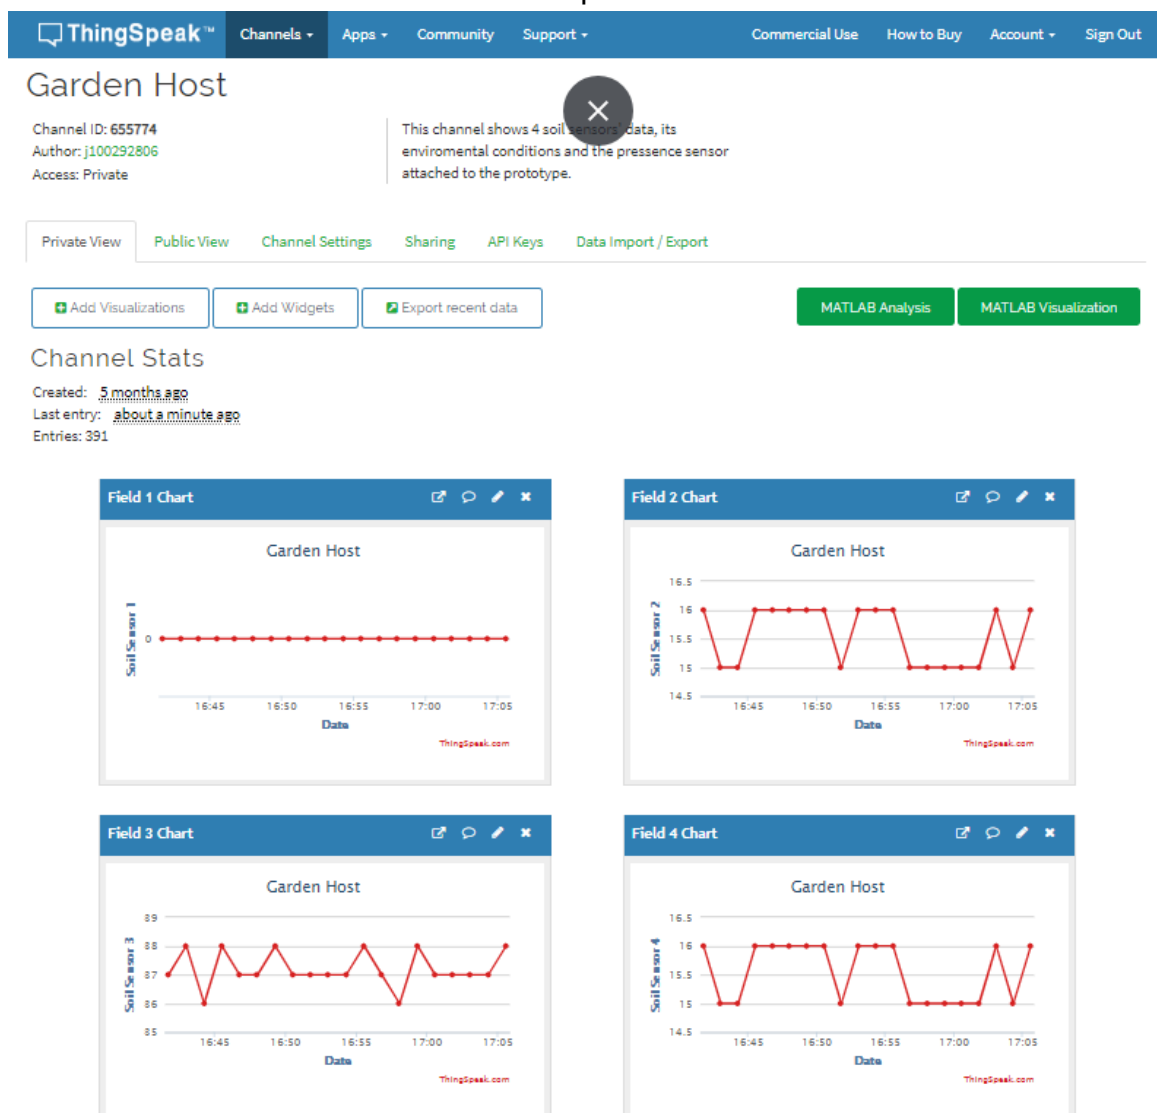 ThingSpeak™ Channels Apps Community Support Commercial Use How to Buy Account Sign Out
Garden Host
Channel ID: 655774
Author: j100292806
Access: Private
This channel shows 4 soil sensors' data, its
enviromental conditions and the pressence sensor
attached to the prototype.
Private View Public View Channel Settings Sharing API Keys Data Import / Export
Add Visualizations Add Widgets Export recent data MATLAB Analysis MATLAB Visualization
Channel Stats
Created: 5 months ago
Last entry: about a minute ago
Entries: 391
Field 1 Chart
Garden Host
Soil Sensor 1
0
16:45 16:50 16:55 17:00 17:05
Date
ThingSpeak.com
Field 2 Chart
Garden Host
Soil Sensor 2
16.5
16
15.5
15
14.5
16:45 16:50 16:55 17:00 17:05
Date
ThingSpeak.com
Field 3 Chart
Garden Host
Soil Sensor 3
89
88
87
86
85
16:45 16:50 16:55 17:00 17:05
Date
ThingSpeak.com
Field 4 Chart
Garden Host
Soil Sensor 4
16.5
16
15.5
15
14.5
16:45 16:50 16:55 17:00 17:05
Date
ThingSpeak.com